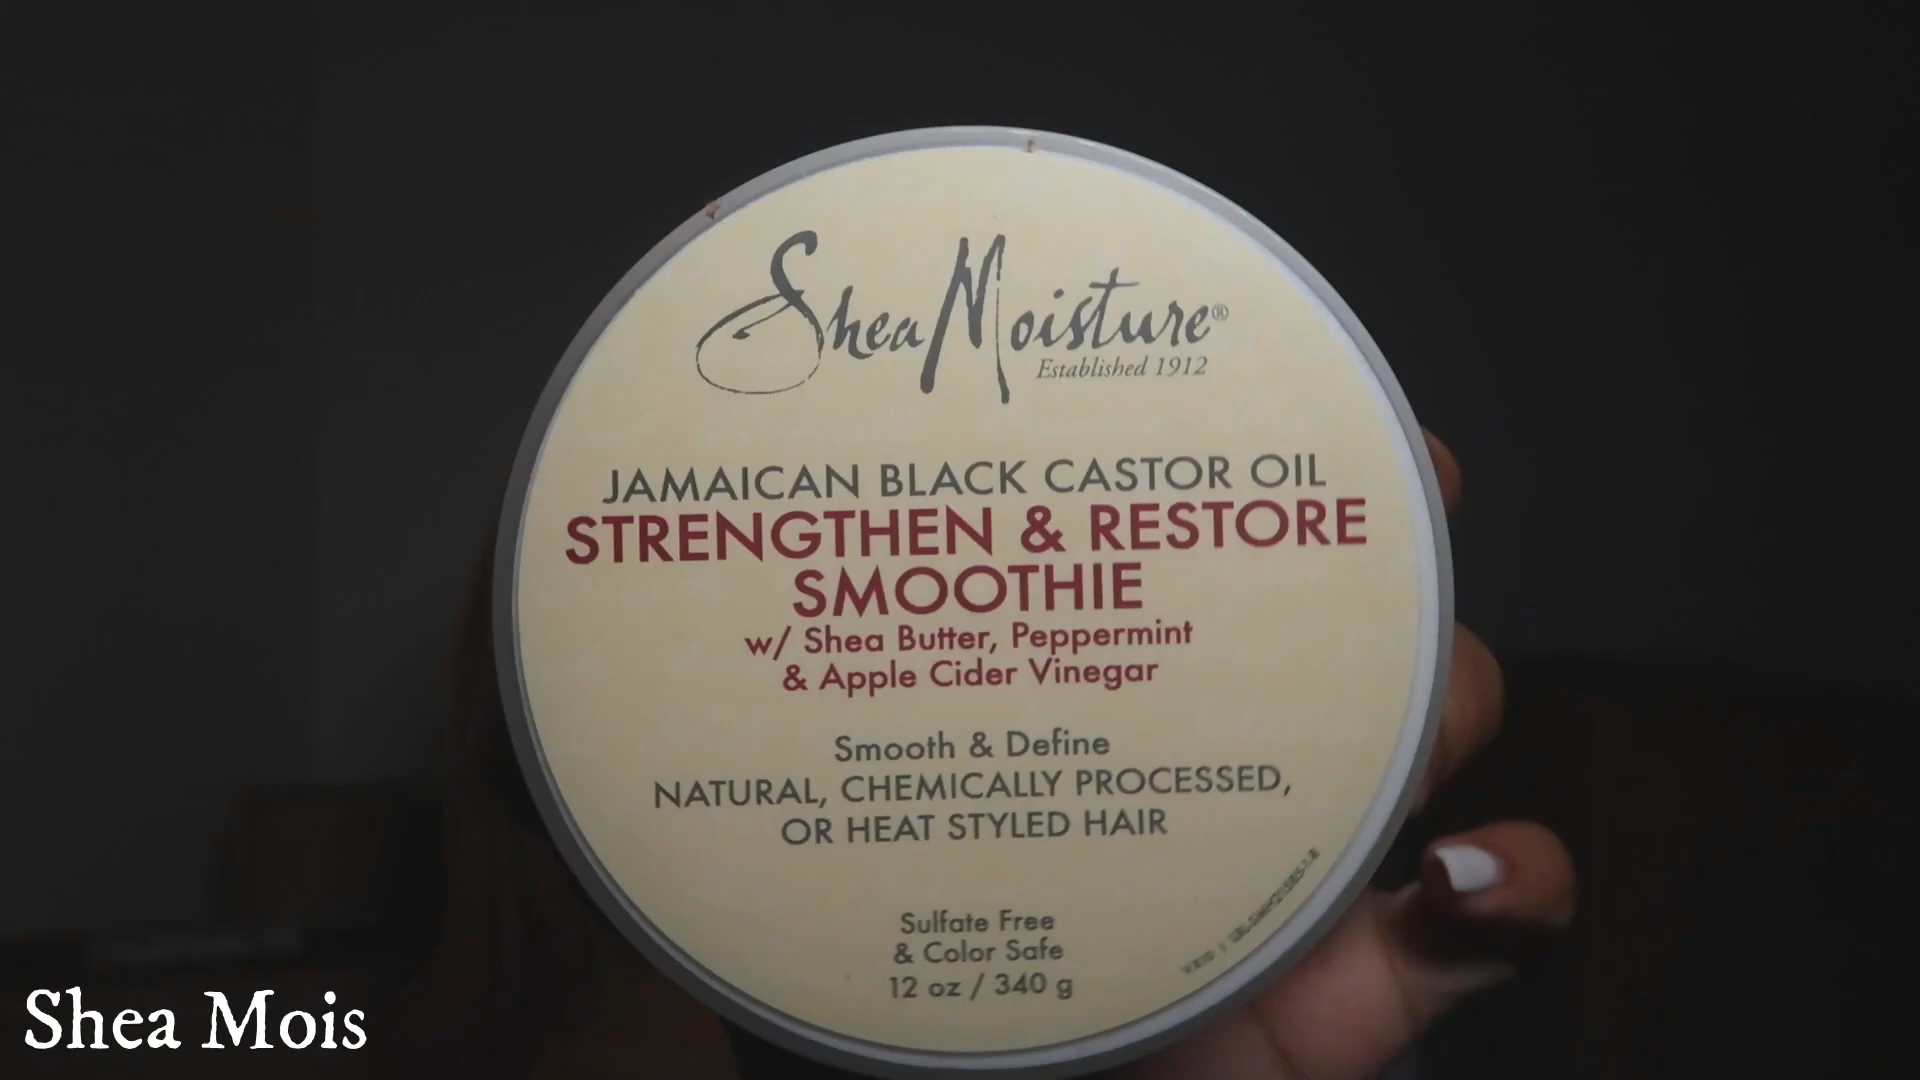 SheaMoisture®
Established 1912
JAMAICAN BLACK CASTOR OIL
STRENGTHEN & RESTORE
SMOOTHIE
w/ Shea Butter, Peppermint
& Apple Cider Vinegar
Smooth & Define
NATURAL, CHEMICALLY PROCESSED,
OR HEAT STYLED HAIR
Sulfate Free
& Color Safe
12 oz / 340 g
Shea Mois